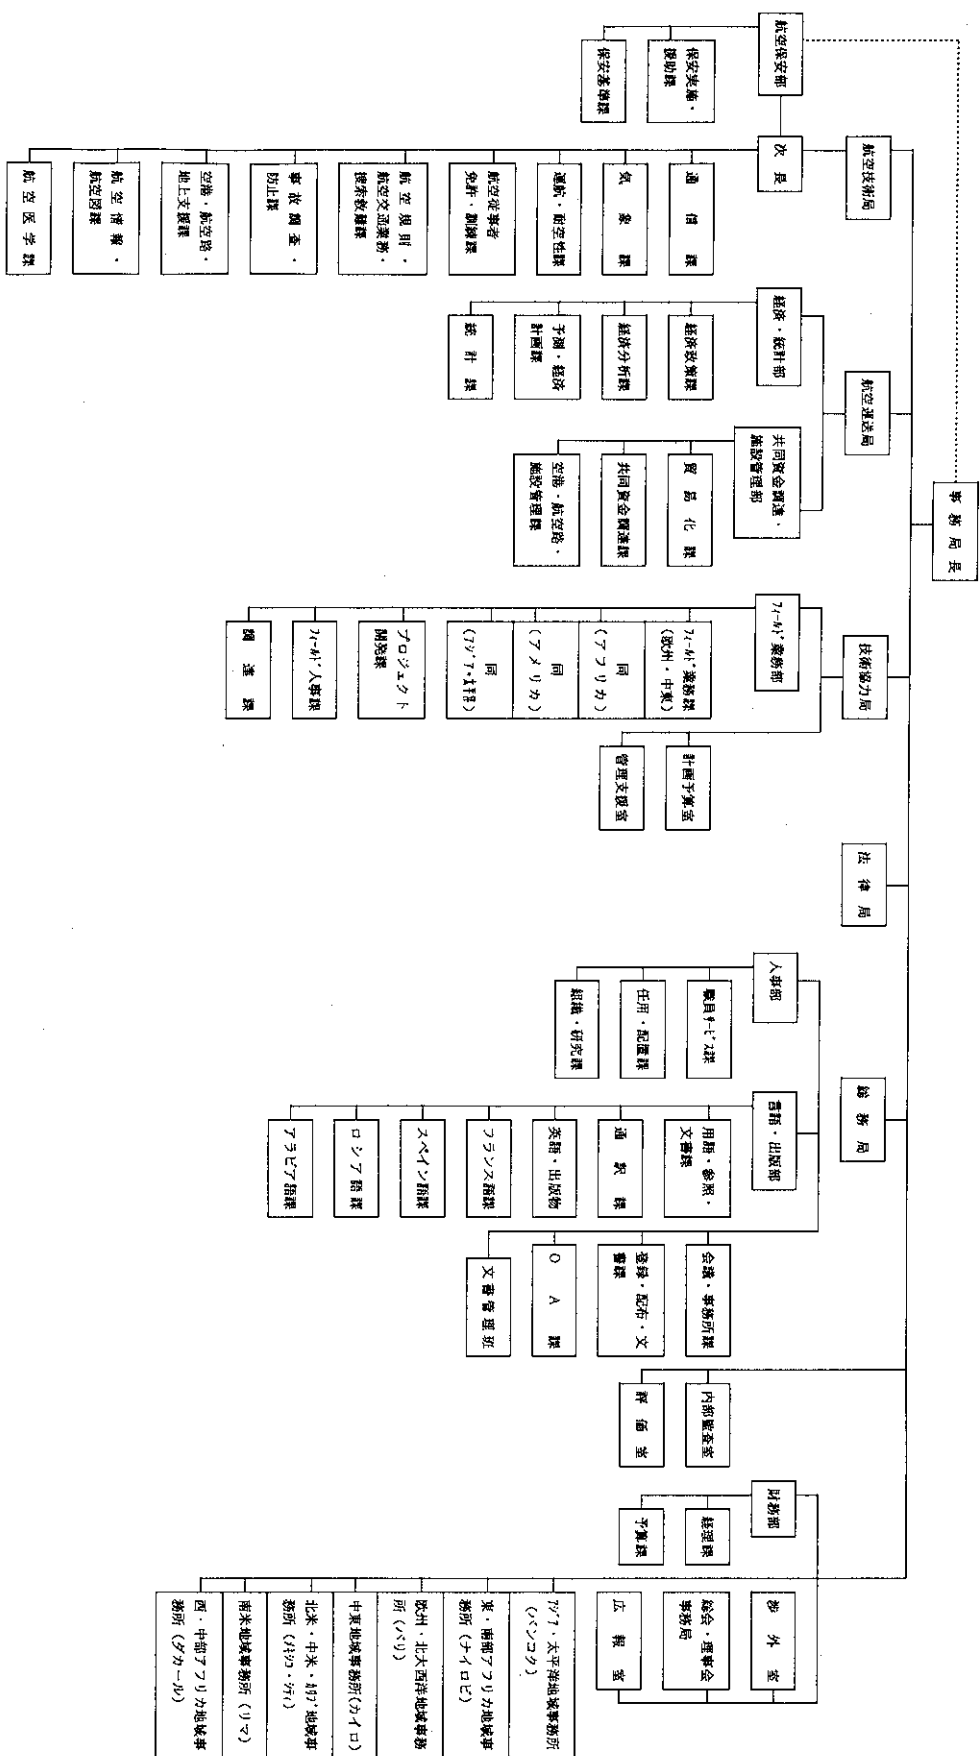 事務局長
航空技術局
次長
航空保安部
保安実施・
援助課
保安基準課
通信課
気象課
運航・耐空性課
航空従事者
免許・訓練課
航空規則・
航空交通業務・
捜索救難課
事故調査・
防止課
空港・航空路・
地上支援課
航空情報・
航空図課
航空医学課
航空運送局
経済・統計部
経済政策課
経済分析課
予測・経済
計画課
統計課
共同資金調達・
施設管理部
貿易化課
共同資金調達課
空港・航空路・
施設管理課
技術協力局
フィールド業務部
フィールド業務課
(欧州・中東)
同
(アフリカ)
同
(アメリカ)
同
(アジア・太平洋)
プロジェクト
開発課
フィールド人事課
調達課
計画予算室
管理支援室
法律局
総務局
人事部
職員サービス課
任用・配置課
組織・研究課
言語・出版部
用語・参照・
文書課
通訳課
英語・出版物
フランス語課
スペイン語課
ロシア語課
アラビア語課
会議・事務所課
登録・配布・文
書課
OA課
文書管理班
内部監査室
評価室
財務部
経理課
予算課
渉外室
総会・理事会
事務局
広報室
アジア・太平洋地域事務所
(バンコク)
東・南部アフリカ地域事
務所(ナイロビ)
欧州・北大西洋地域事務
所(パリ)
中東地域事務所(カイロ)
北米・中米・カリブ地域事
務所(メキシコ・シティ)
南米地域事務所(リマ)
西・中部アフリカ地域事
務所(ダカール)